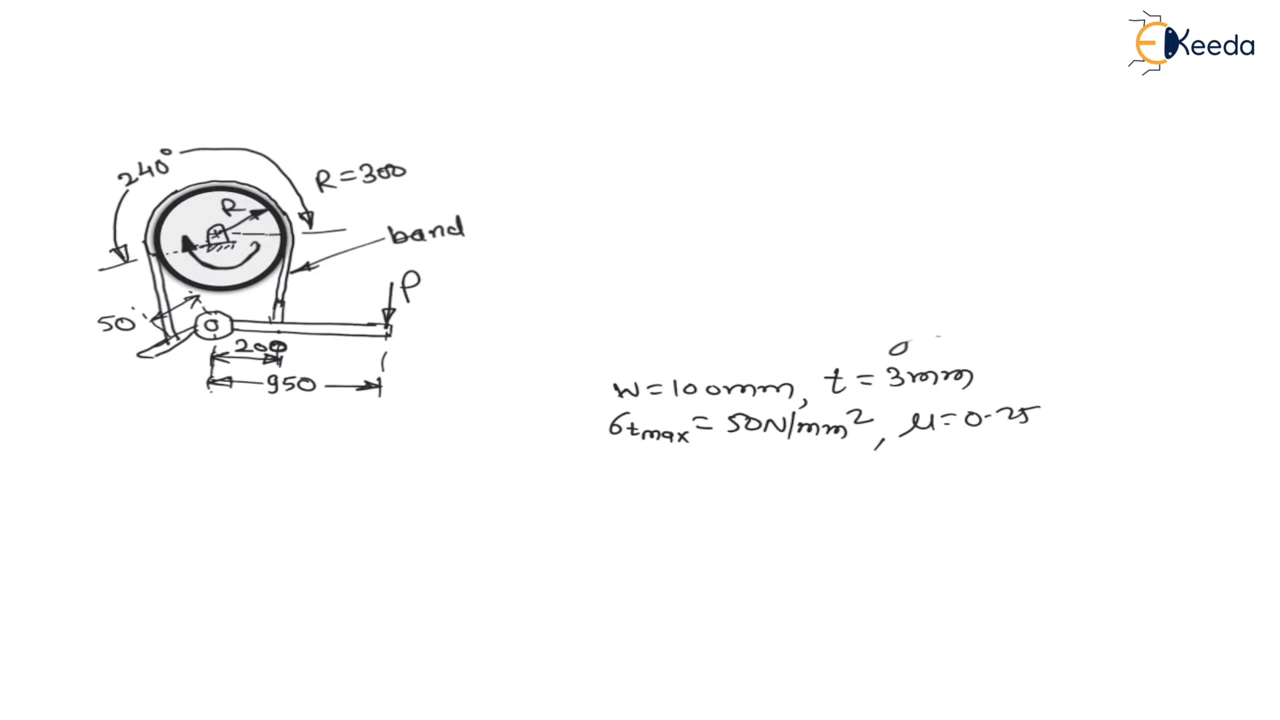 Keeda
240°
R=300
R
band
P
50
200
950
w=100mm, t=3mm
σtmax=50N/mm², μ=0.25